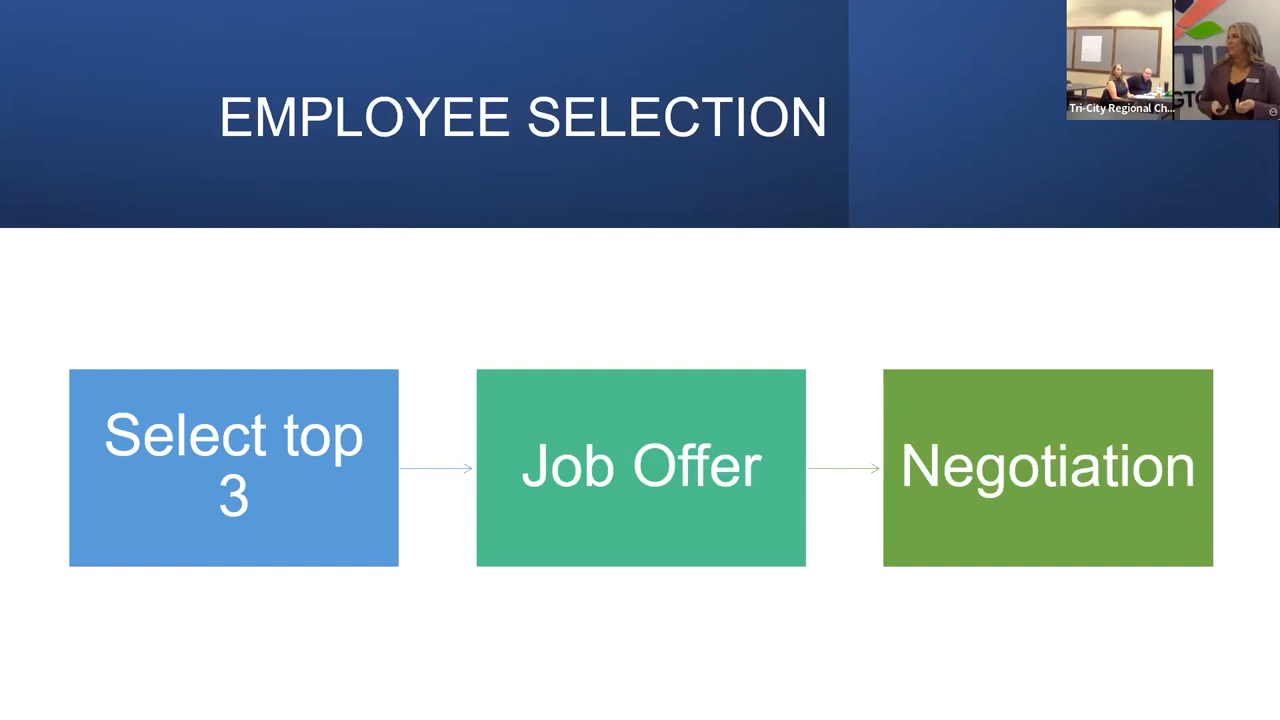 EMPLOYEE SELECTION
Tri-City Regional Ch...
Select top
3
Job Offer
Negotiation